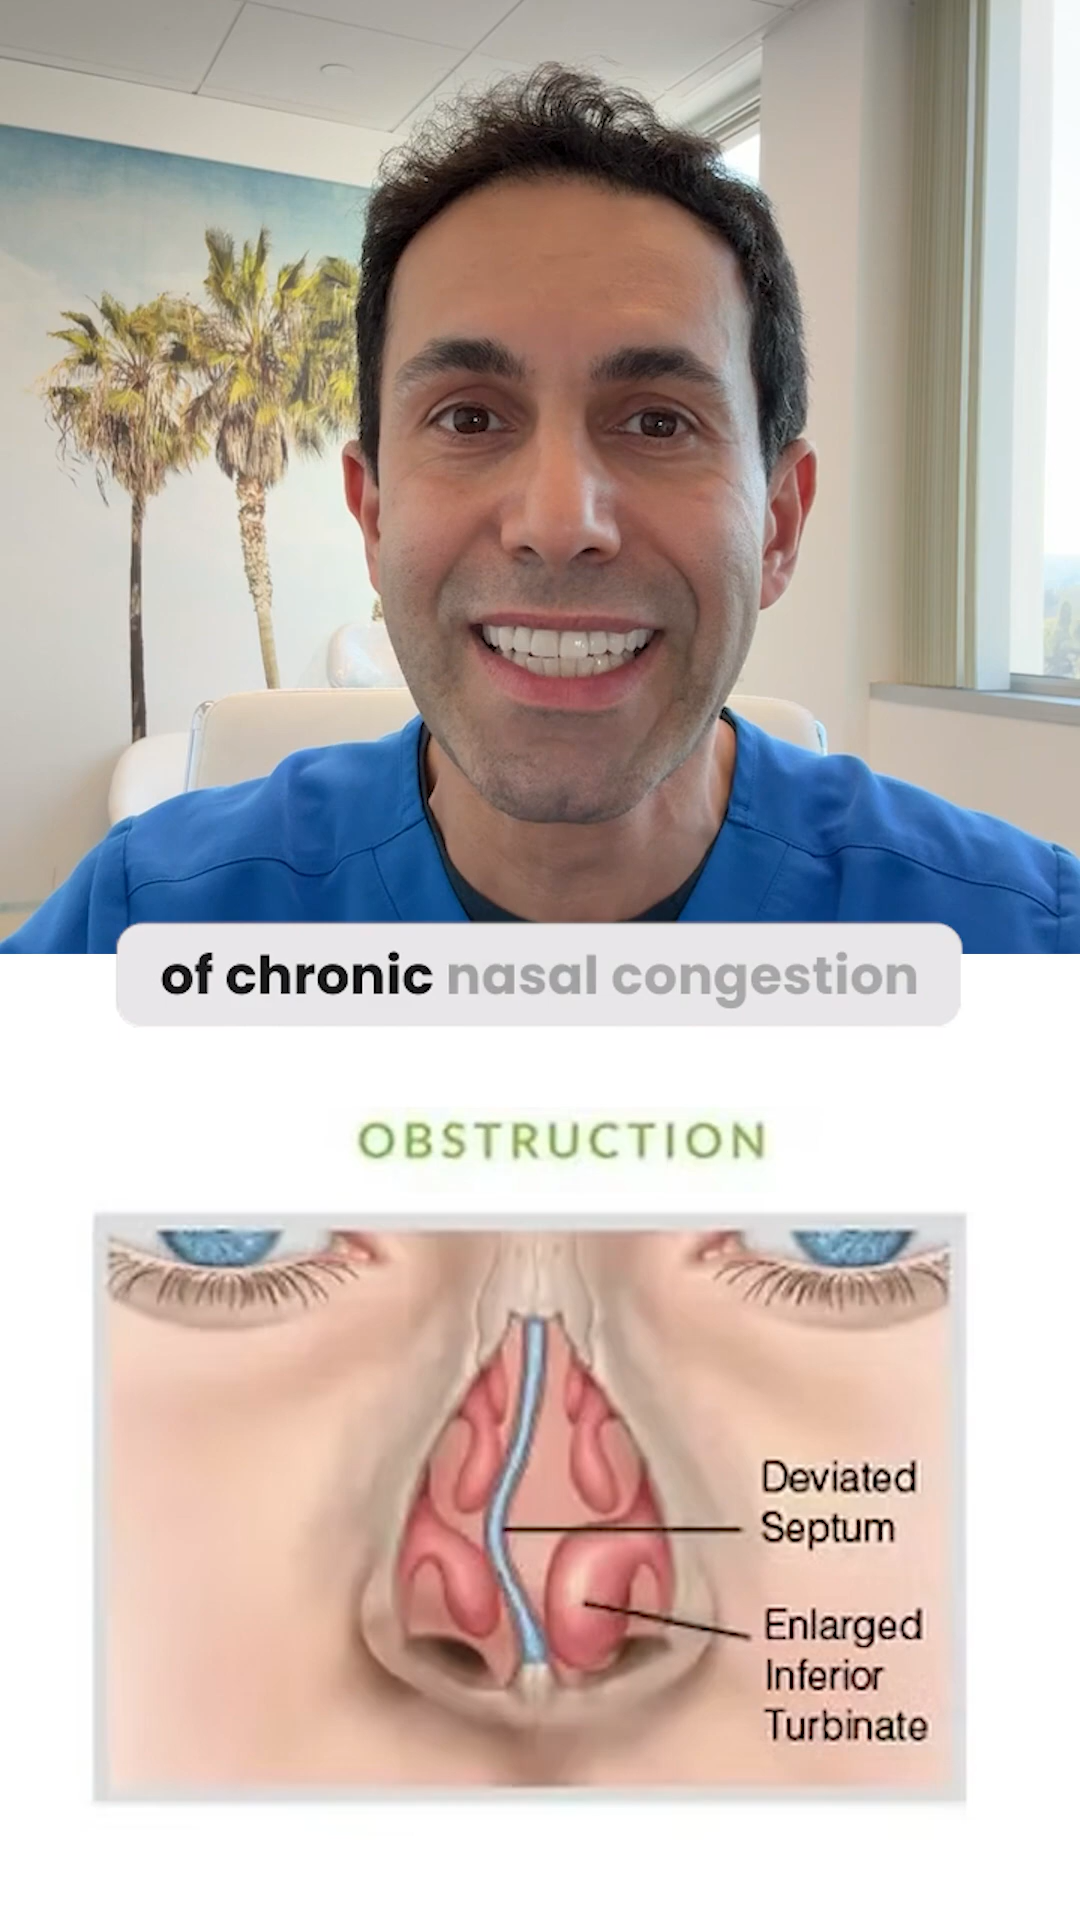 of chronic nasal congestion
OBSTRUCTION
Deviated
Septum
Enlarged
Inferior
Turbinate